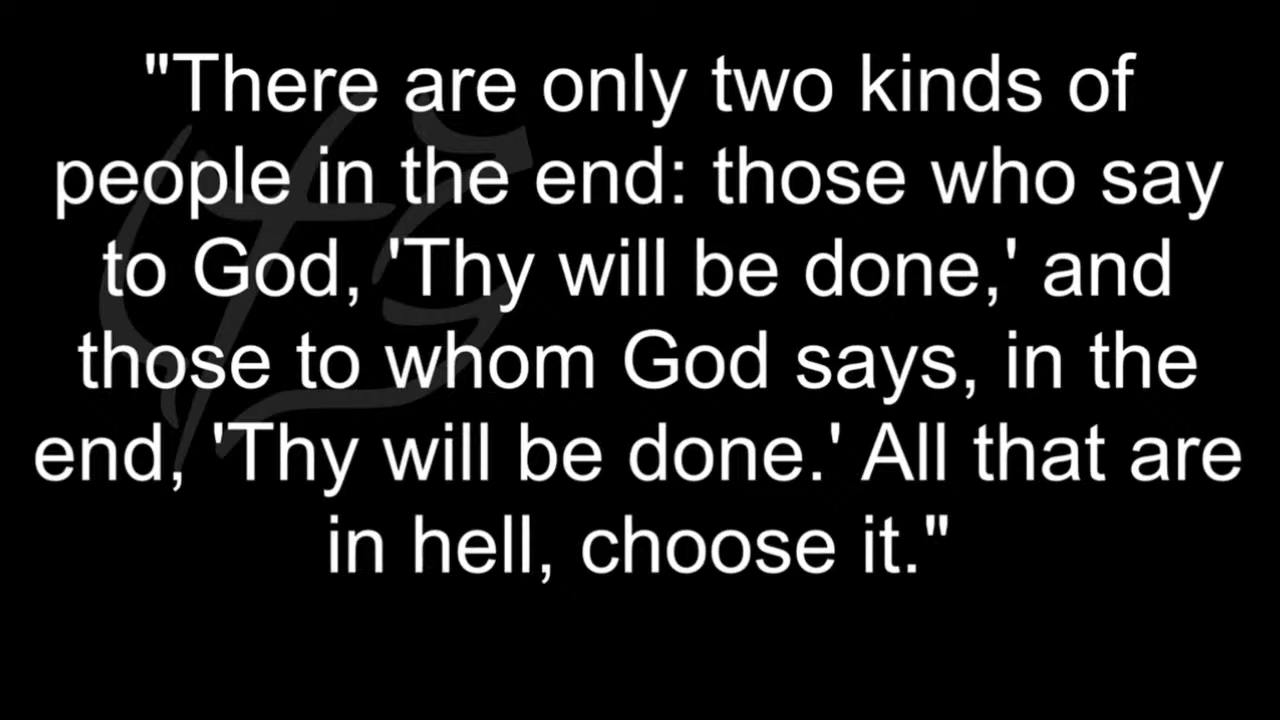 "There are only two kinds of
people in the end: those who say
to God, 'Thy will be done,' and
those to whom God says, in the
end, 'Thy will be done.' All that are
in hell, choose it."